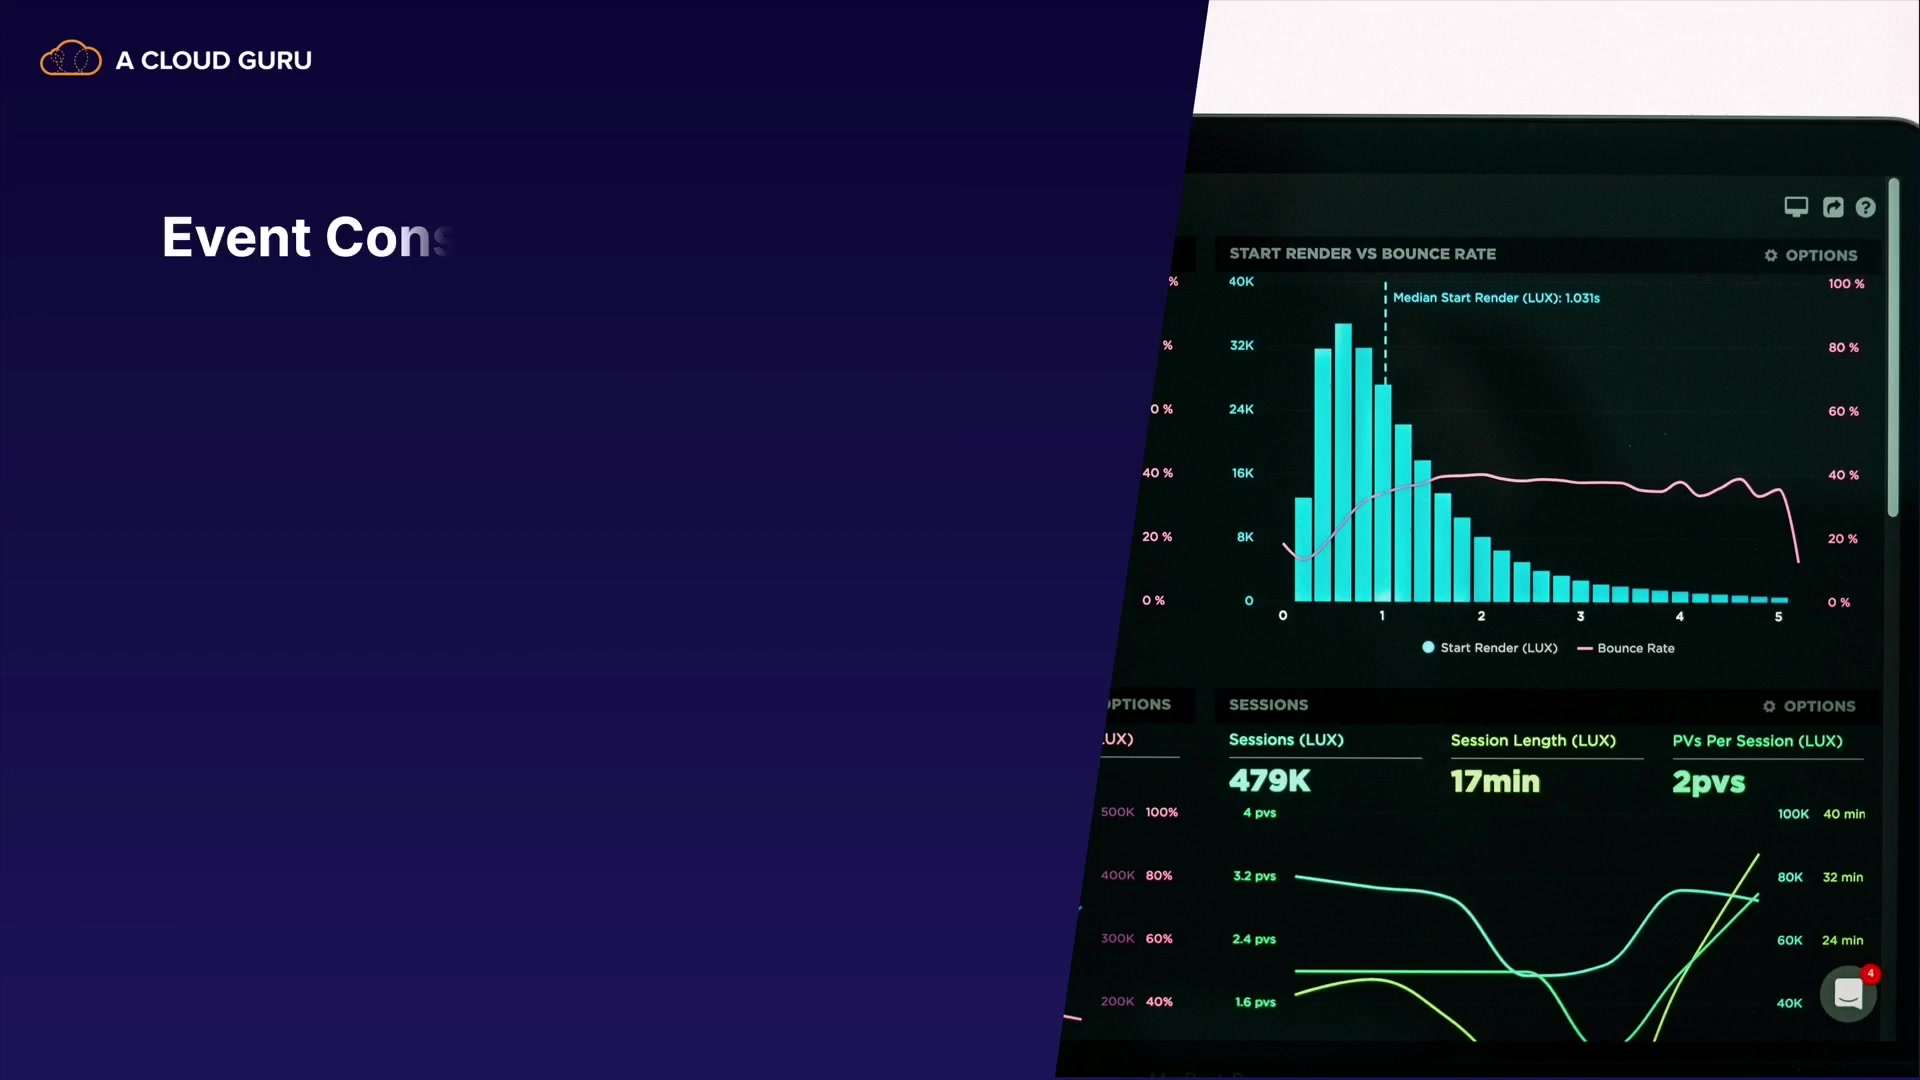 A CLOUD GURU
Event Cons
START RENDER VS BOUNCE RATE
OPTIONS
40K
100 %
Median Start Render (LUX): 1.031s
%
32K
80 %
%
24K
60 %
0 %
16K
40 %
40 %
8K
20 %
20 %
0
0 %
0 %
0 1 2 3 4 5
Start Render (LUX) Bounce Rate
PTIONS
SESSIONS
OPTIONS
UX)
Sessions (LUX)
Session Length (LUX)
PVs Per Session (LUX)
479K
17min
2pvs
500K 100%
4 pvs
100K 40 min
400K 80%
3.2 pvs
80K 32 min
300K 60%
2.4 pvs
60K 24 min
4
200K 40%
1.6 pvs
40K